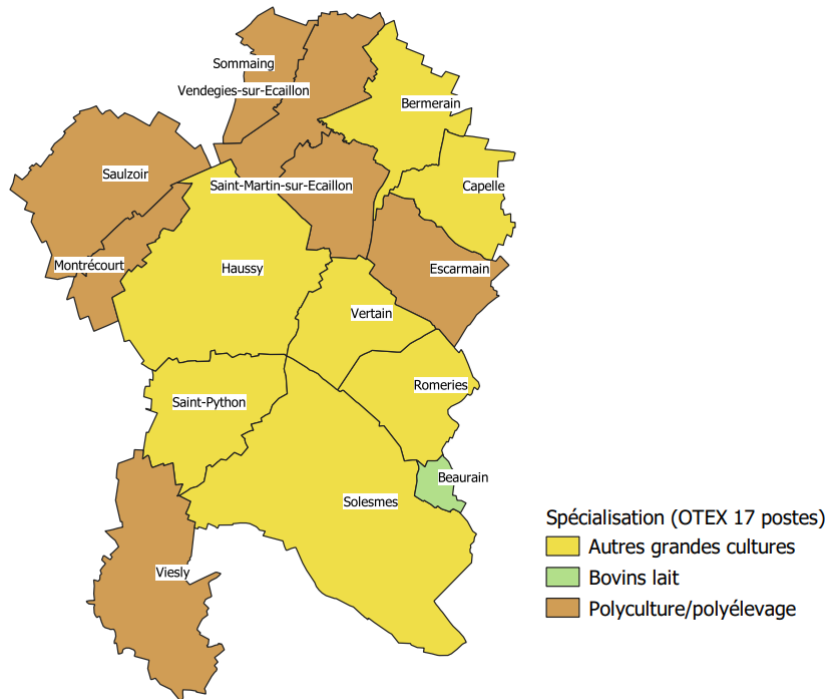 Sommaing
Vendegies-sur-Ecaillon
Bermerain
Saulzoir
Capelle
Saint-Martin-sur-Ecaillon
Montrécourt
Haussy
Escarmain
Vertain
Romeries
Saint-Python
Beaurain
Solesmes
Viesly
Spécialisation (OTEX 17 postes)
Autres grandes cultures
Bovins lait
Polyculture/polyélevage